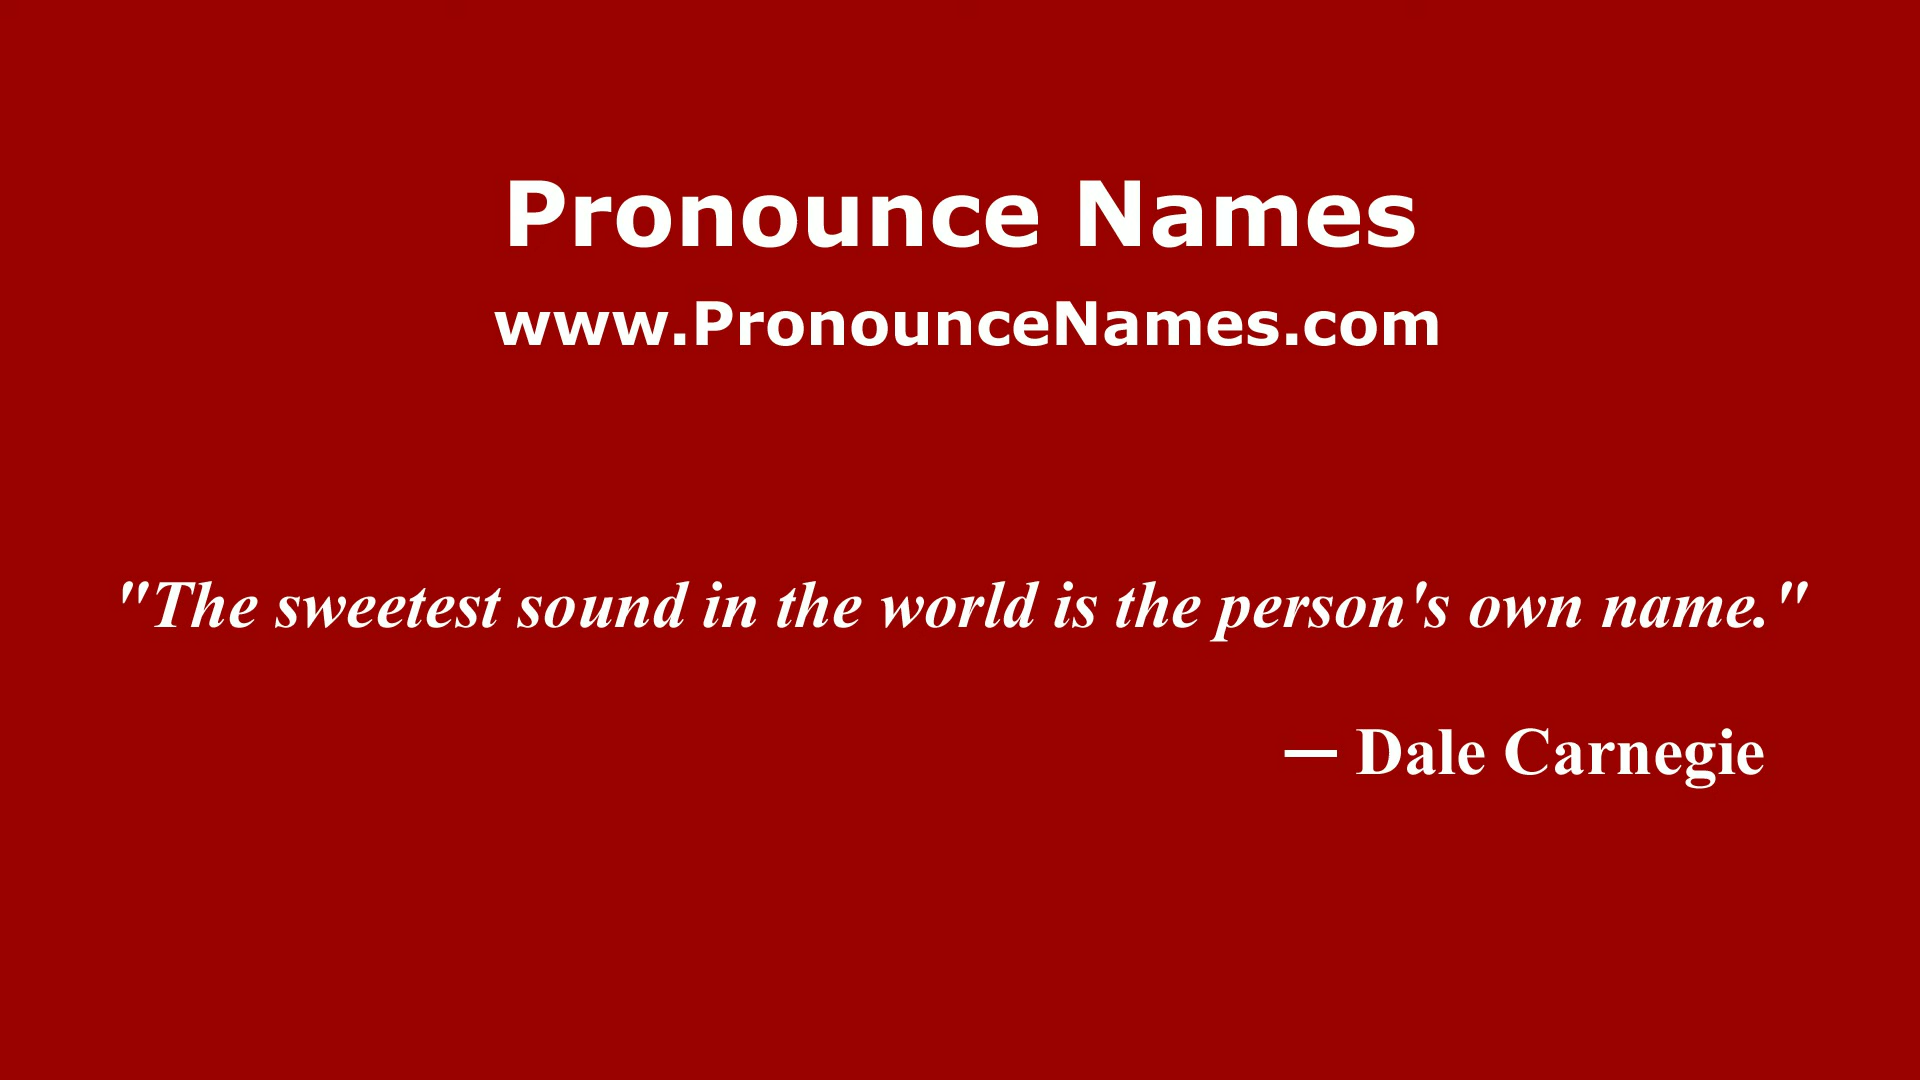 Pronounce Names
www.PronounceNames.com
"The sweetest sound in the world is the person's own name."
— Dale Carnegie